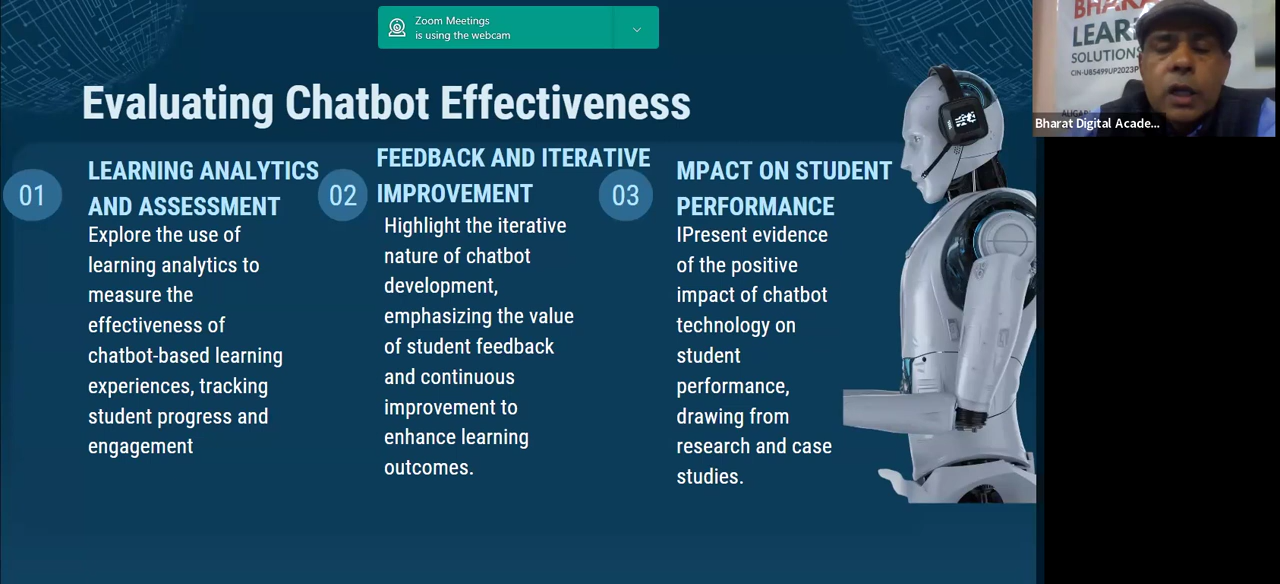 Zoom Meetings
is using the webcam
Evaluating Chatbot Effectiveness
01
LEARNING ANALYTICS
AND ASSESSMENT
Explore the use of
learning analytics to
measure the
effectiveness of
chatbot-based learning
experiences, tracking
student progress and
engagement
02
FEEDBACK AND ITERATIVE
IMPROVEMENT
Highlight the iterative
nature of chatbot
development,
emphasizing the value
of student feedback
and continuous
improvement to
enhance learning
outcomes.
03
MPACT ON STUDENT
PERFORMANCE
IPresent evidence
of the positive
impact of chatbot
technology on
student
performance,
drawing from
research and case
studies.
LEAR
SOLUTIONS
Bharat Digital Acade...